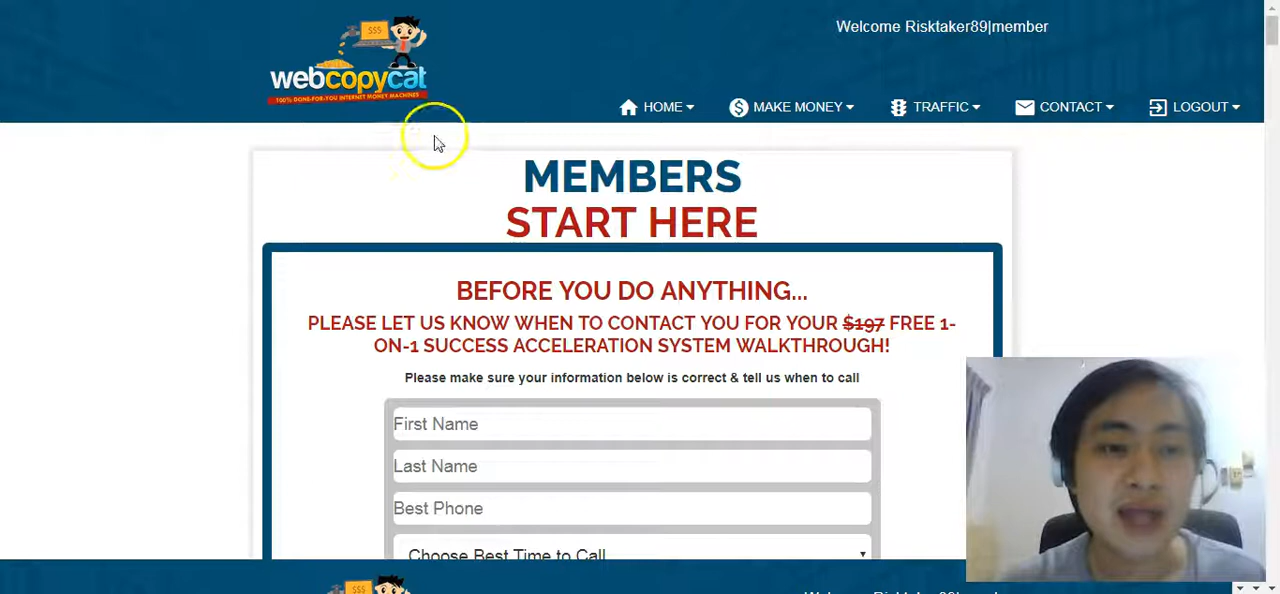 $$$
webcopycat
100% DONE-FOR-YOU INTERNET MONEY MACHINES
Welcome Risktaker89|member
HOME
MAKE MONEY
TRAFFIC
CONTACT
LOGOUT
MEMBERS
START HERE
BEFORE YOU DO ANYTHING...
PLEASE LET US KNOW WHEN TO CONTACT YOU FOR YOUR $197 FREE 1-
ON-1 SUCCESS ACCELERATION SYSTEM WALKTHROUGH!
Please make sure your information below is correct & tell us when to call
First Name
Last Name
Best Phone
Choose Best Time to Call
$$$
Welcome Risktaker89|